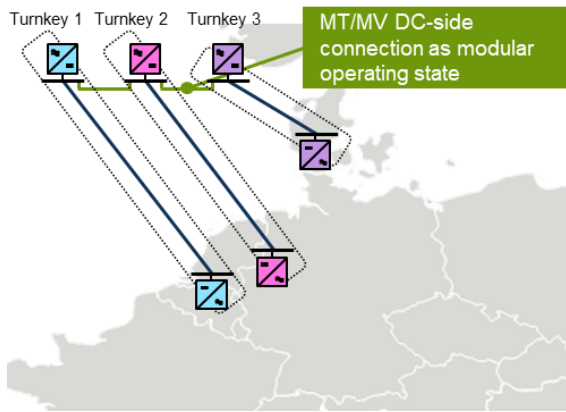 Turnkey 1 Turnkey 2 Turnkey 3
MT/MV DC-side
connection as modular
operating state